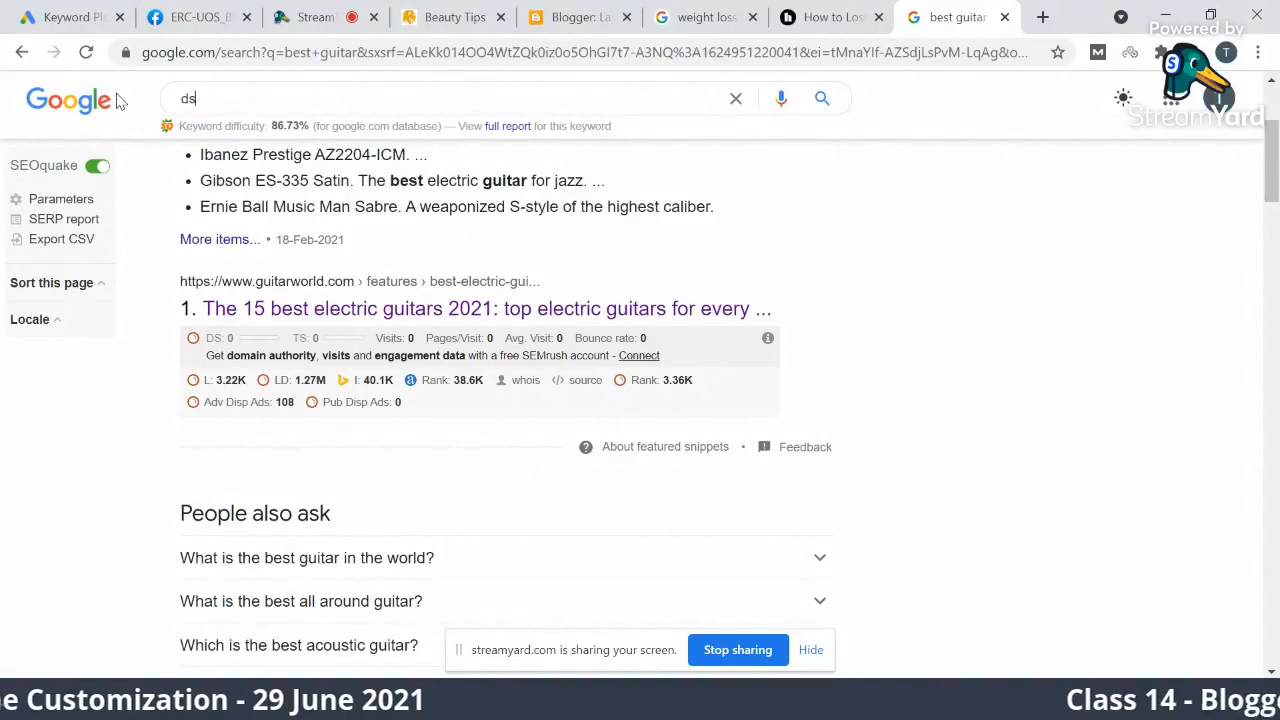 Keyword P
ERC-UOS_
Stream
Beauty Tips
Blogger: La
weight loss
How to Lo
best guitar
google.com/search?q=best+guitar&sxsrf=ALeKk014OO4WtZQk0iz0o5OhGl7t7-A3NQ%3A1624951220041&ei=tMnaYIf-AZSdjLsPvM-LqAg&o...
M
T
Powered by
S
StreamYard
Google
ds
Keyword difficulty: 86.73% (for google.com database) — View full report for this keyword
SEOquake
Parameters
SERP report
Export CSV
Sort this page
Locale
• Ibanez Prestige AZ2204-ICM. ...
• Gibson ES-335 Satin. The best electric guitar for jazz. ...
• Ernie Ball Music Man Sabre. A weaponized S-style of the highest caliber.
More items... • 18-Feb-2021
https://www.guitarworld.com › features › best-electric-gui...
1. The 15 best electric guitars 2021: top electric guitars for every ...
DS: 0 TS: 0 Visits: 0 Pages/Visit: 0 Avg. Visit: 0 Bounce rate: 0
Get domain authority, visits and engagement data with a free SEMrush account - Connect
L: 3.22K LD: 1.27M I: 40.1K Rank: 38.6K whois source Rank: 3.36K
Adv Disp Ads: 108 Pub Disp Ads: 0
About featured snippets • Feedback
People also ask
What is the best guitar in the world?
What is the best all around guitar?
Which is the best acoustic guitar?
streamyard.com is sharing your screen. Stop sharing Hide
ne Customization - 29 June 2021
Class 14 - Blogge